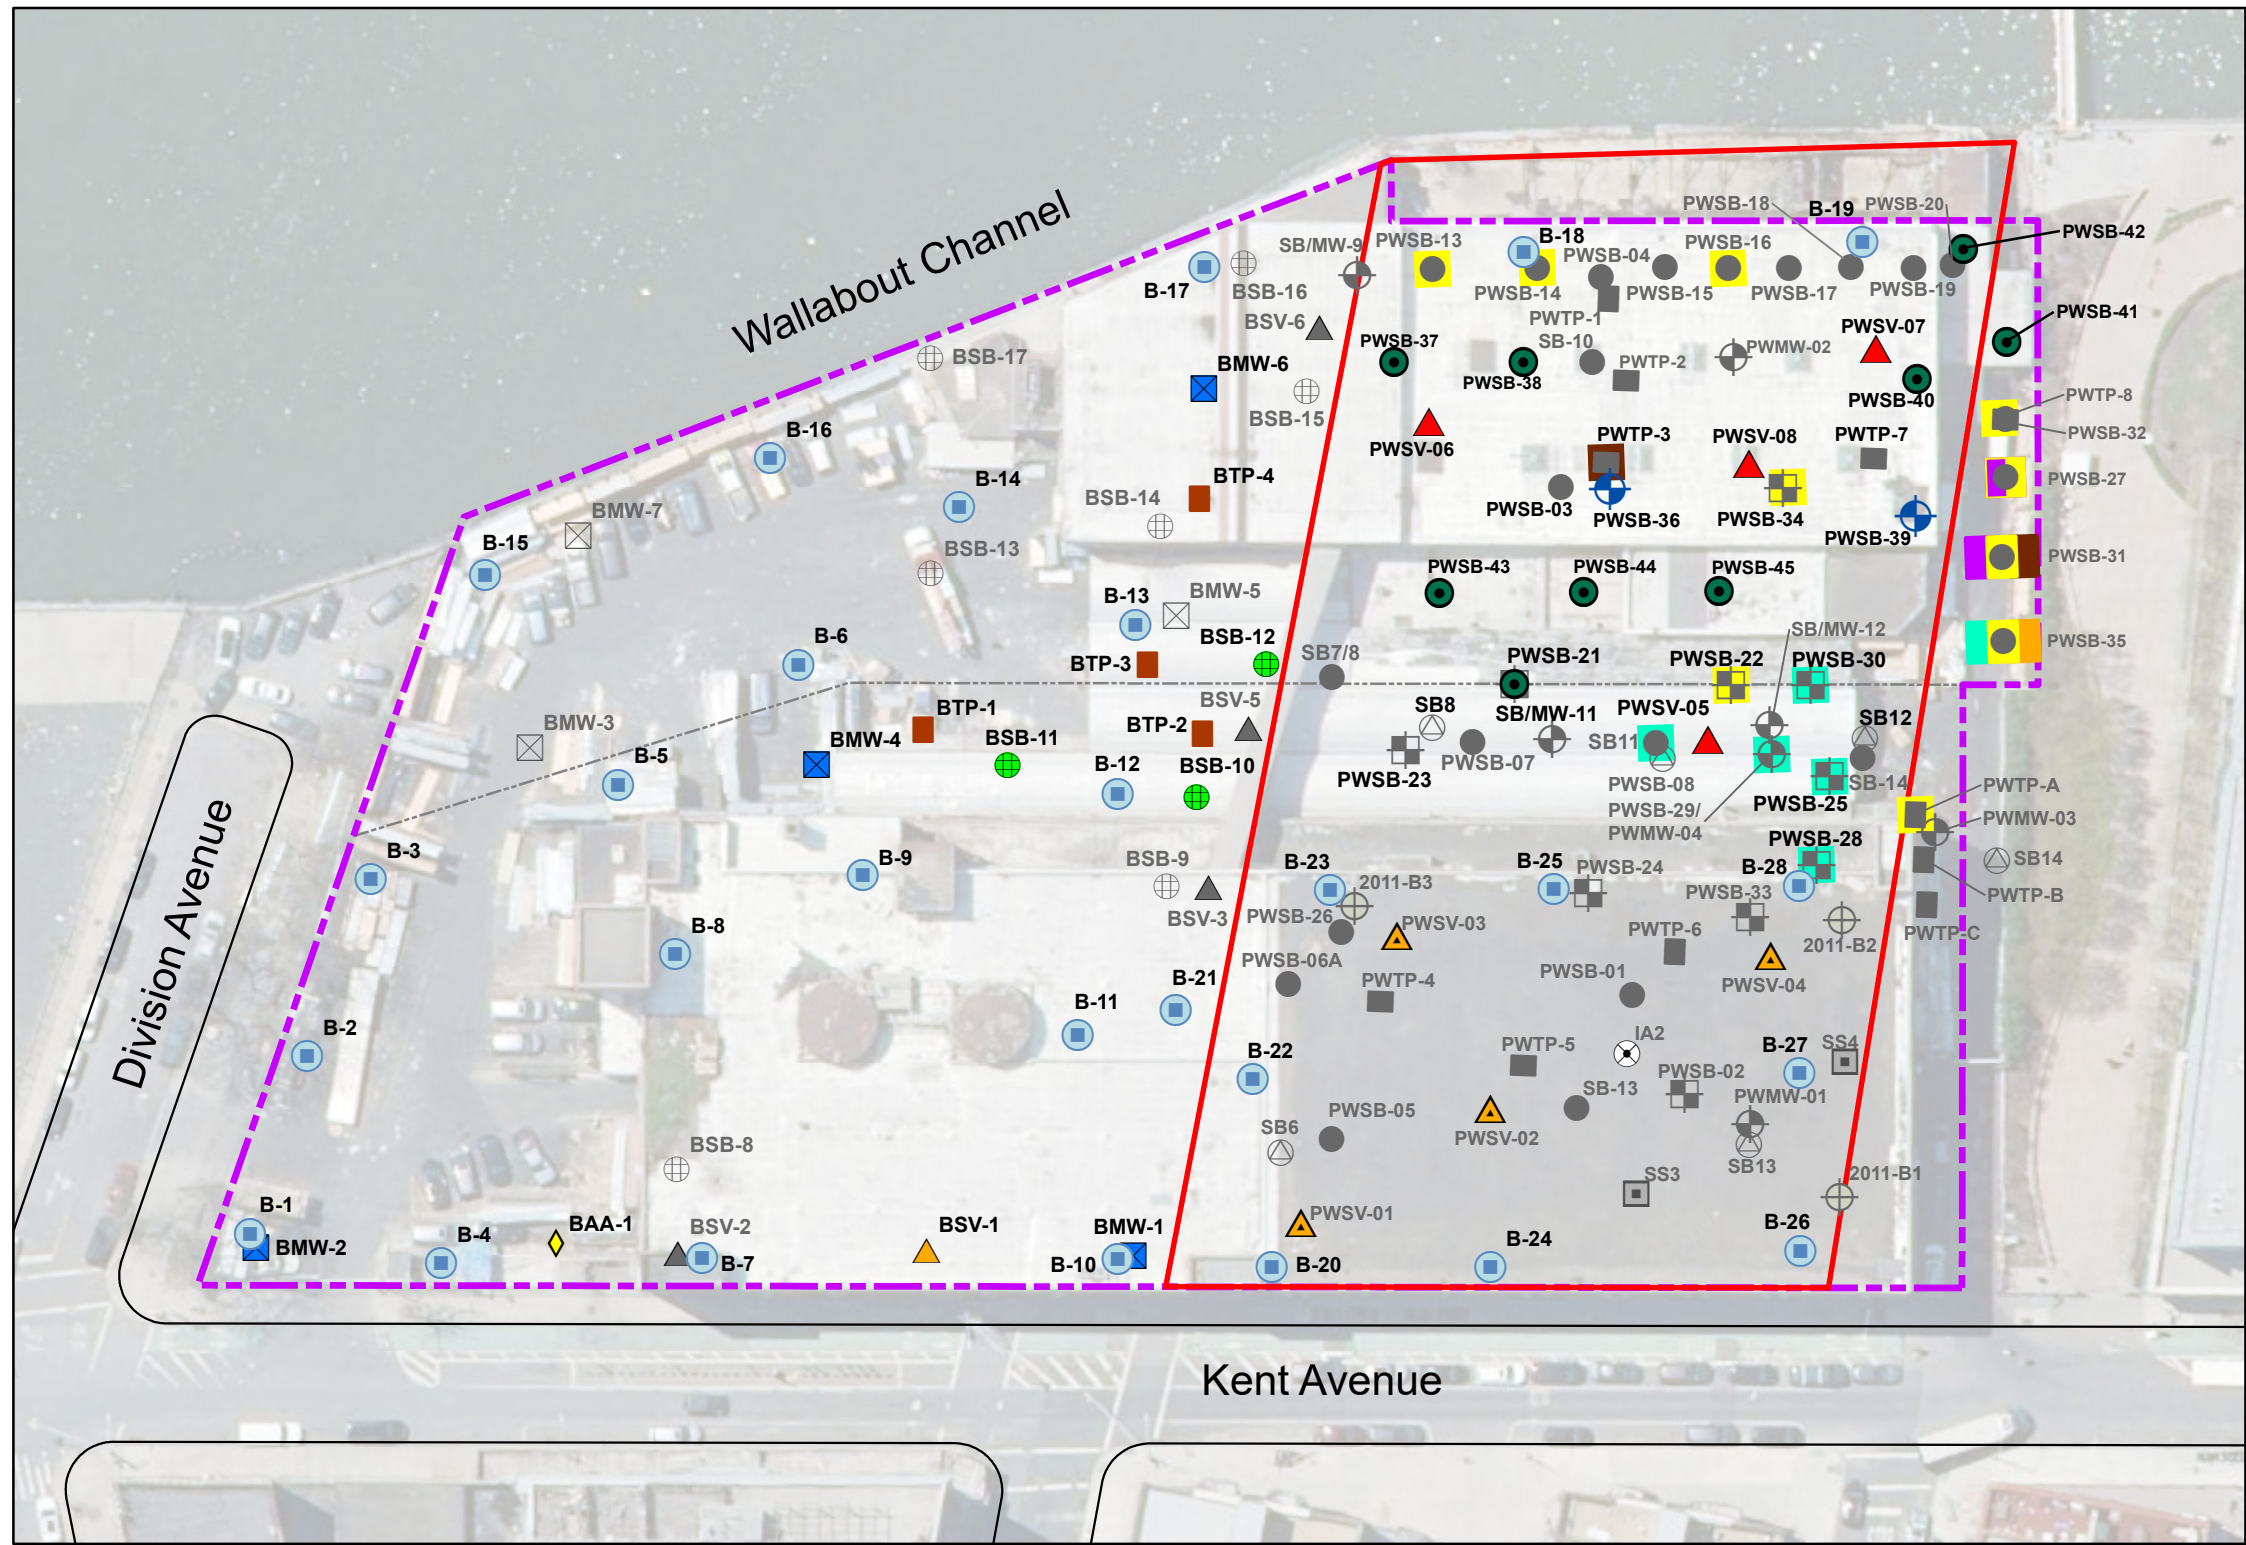 Wallabout Channel
PWSB-18
B-19
PWSB-20
PWSB-42
SB/MW-9
PWSB-13
B-18
PWSB-04
PWSB-16
B-17
BSB-16
PWSB-14
PWSB-15
PWSB-17
PWSB-19
BSV-6
PWTP-1
PWSV-07
PWSB-41
BSB-17
BMW-6
PWSB-37
SB-10
PWTP-2
PWMW-02
PWSB-38
PWSB-40
PWTP-8
BSB-15
PWSV-06
PWTP-3
PWSV-08
PWTP-7
PWSB-32
B-16
BTP-4
B-14
BSB-14
PWSB-03
PWSB-36
PWSB-34
PWSB-39
PWSB-27
BMW-7
B-15
BSB-13
PWSB-43
PWSB-44
PWSB-45
PWSB-31
B-13
BMW-5
B-6
BTP-3
BSB-12
SB7/8
PWSB-21
SB/MW-12
PWSB-22
PWSB-30
PWSB-35
BMW-3
BTP-1
BTP-2
BSV-5
SB8
SB/MW-11
PWSV-05
SB12
BMW-4
BSB-11
BSB-10
PWSB-23
PWSB-07
SB11
B-5
B-12
PWSB-08
PWSB-29/
PWMW-04
PWSB-25
SB-14
PWTP-A
PWMW-03
Division Avenue
B-3
B-9
BSB-9
B-23
B-25
PWSB-24
PWSB-28
B-28
SB14
2011-B3
PWSB-33
PWTP-B
B-8
BSV-3
PWSB-26
PWSV-03
PWTP-6
2011-B2
PWTP-C
PWSB-06A
PWTP-4
PWSB-01
PWSV-04
B-21
B-2
B-11
B-22
PWTP-5
IA2
B-27
SS4
SB-13
PWSB-02
PWMW-01
BSB-8
SB6
PWSB-05
PWSV-02
SB13
SS3
2011-B1
B-1
BMW-2
B-4
BAA-1
BSV-2
B-7
BSV-1
BMW-1
B-10
PWSV-01
B-20
B-24
B-26
Kent Avenue